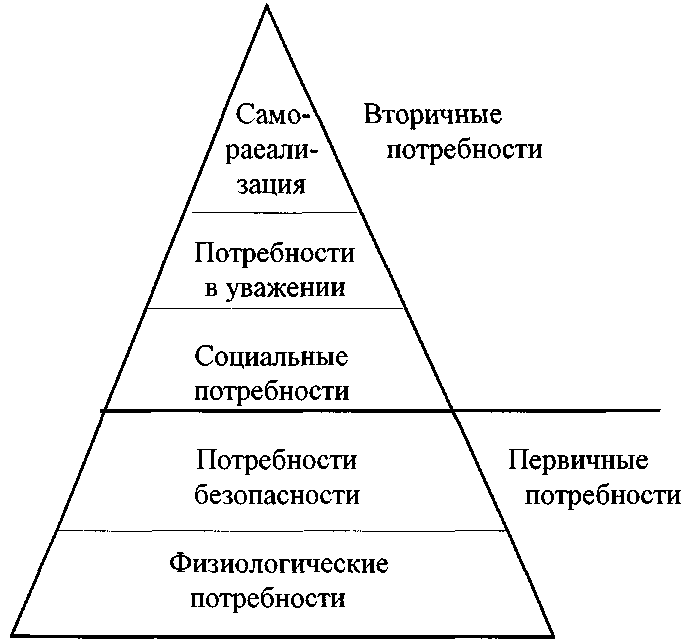 Само-
раеали-
зация
Вторичные
потребности
Потребности
в уважении
Социальные
потребности
Потребности
безопасности
Первичные
потребности
Физиологические
потребности